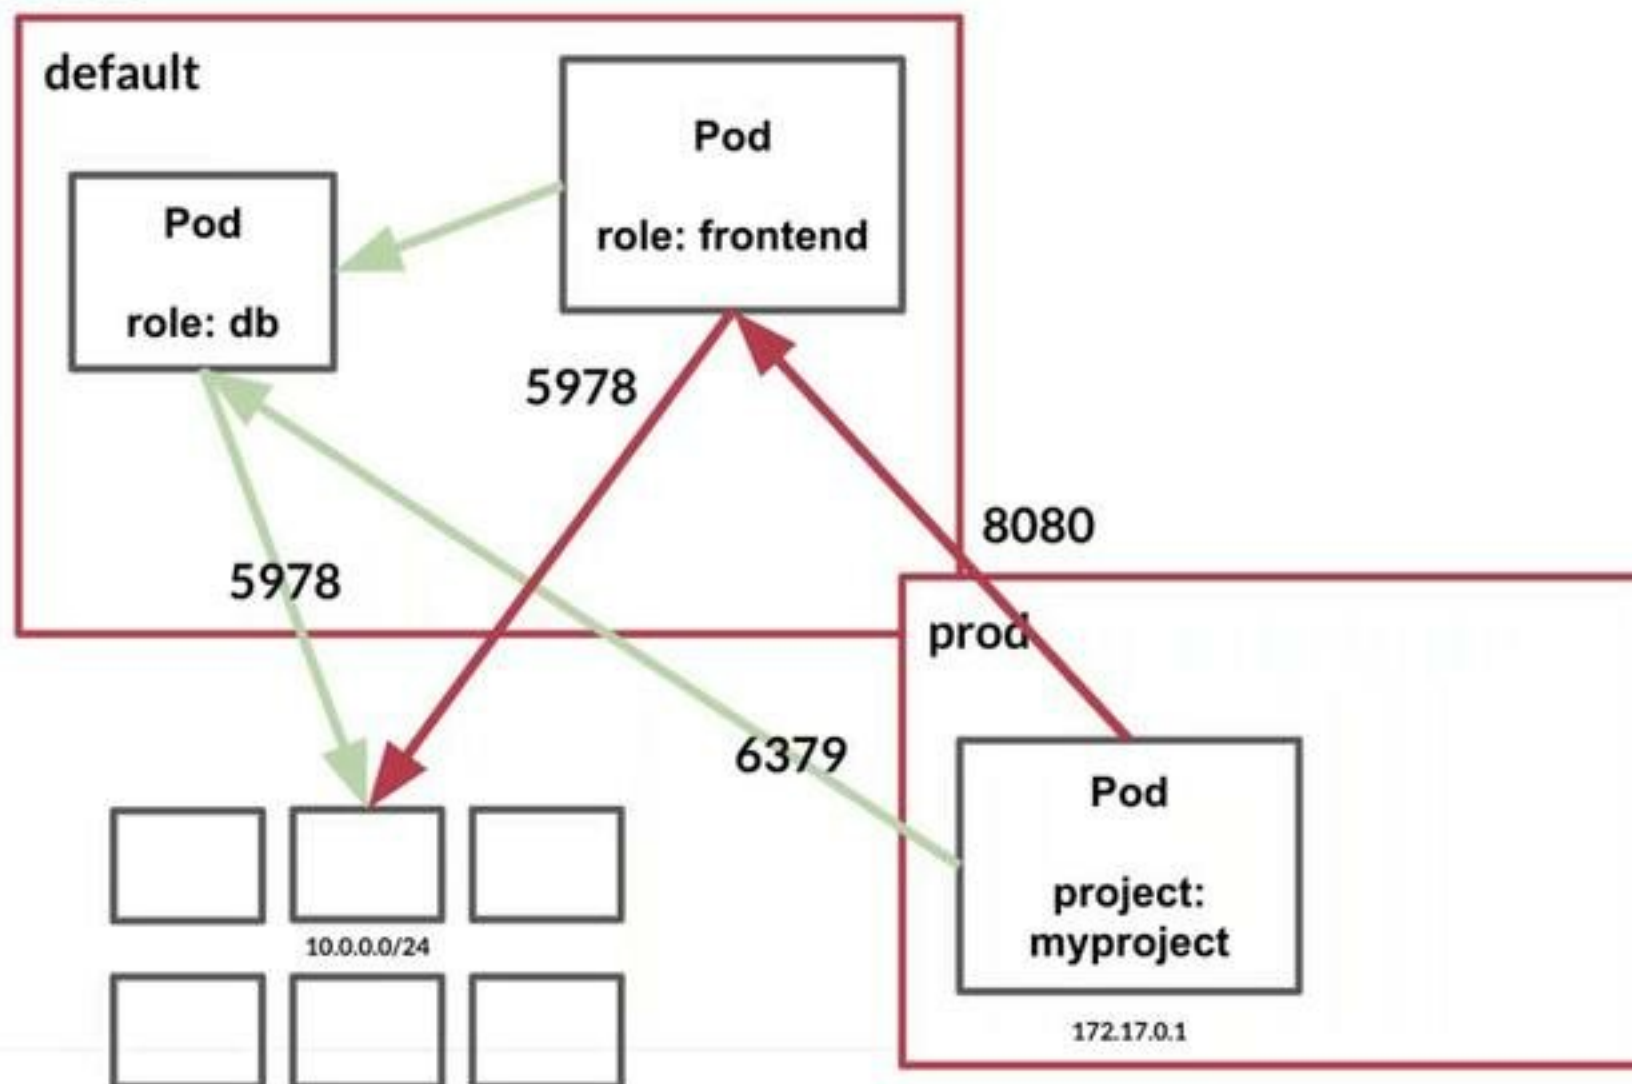 default
Pod
role: frontend
Pod
role: db
5978
8080
5978
prod
6379
Pod
project:
myproject
10.0.0.0/24
172.17.0.1